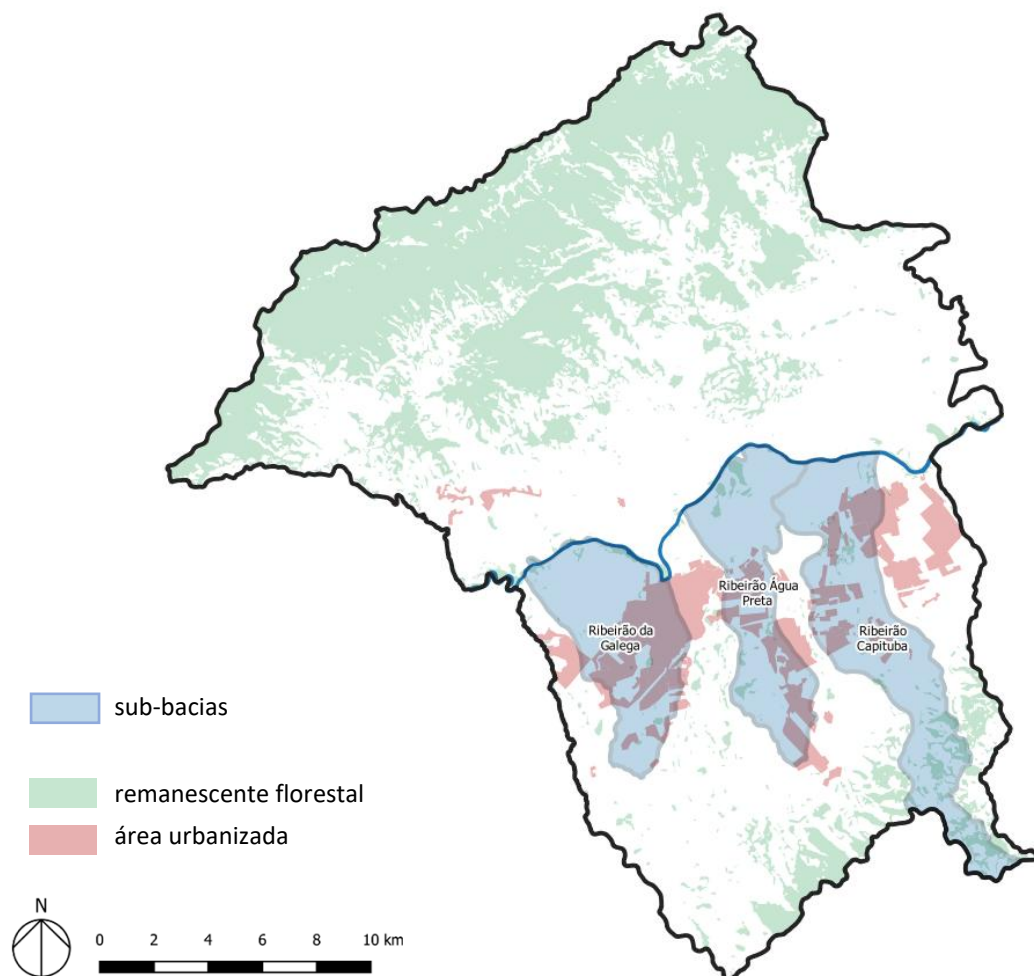 Ribeirão Água
Preta
Ribeirão da
Galega
Ribeirão
Capituba
sub-bacias
remanescente florestal
área urbanizada
N
0 2 4 6 8 10 km